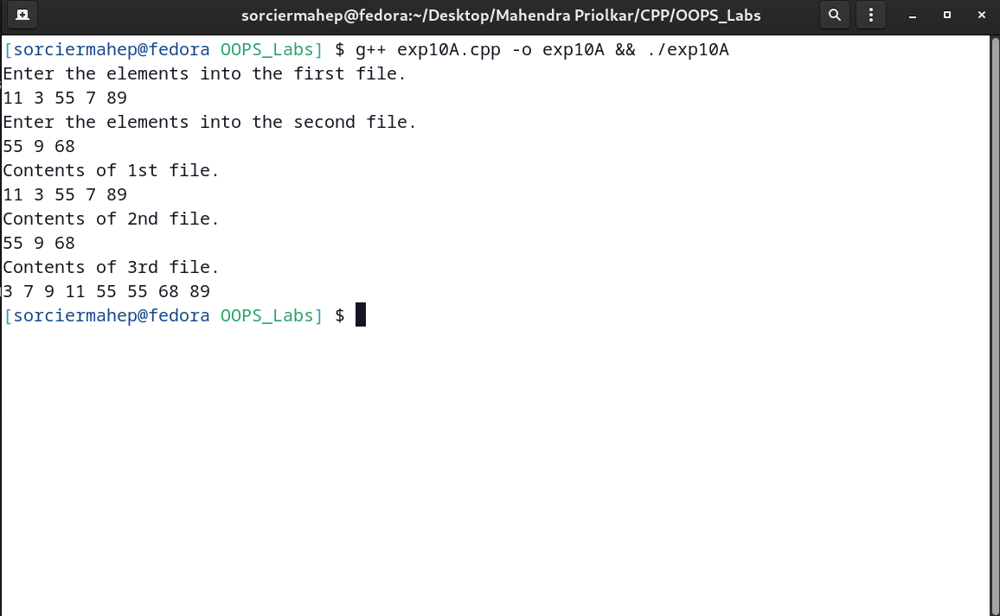 sorciermahep@fedora:~/Desktop/Mahendra Priolkar/CPP/OOPS_Labs
[sorciermahep@fedora OOPS_Labs] $ g++ exp10A.cpp -o exp10A && ./exp10A
Enter the elements into the first file.
11 3 55 7 89
Enter the elements into the second file.
55 9 68
Contents of 1st file.
11 3 55 7 89
Contents of 2nd file.
55 9 68
Contents of 3rd file.
3 7 9 11 55 55 68 89
[sorciermahep@fedora OOPS_Labs] $